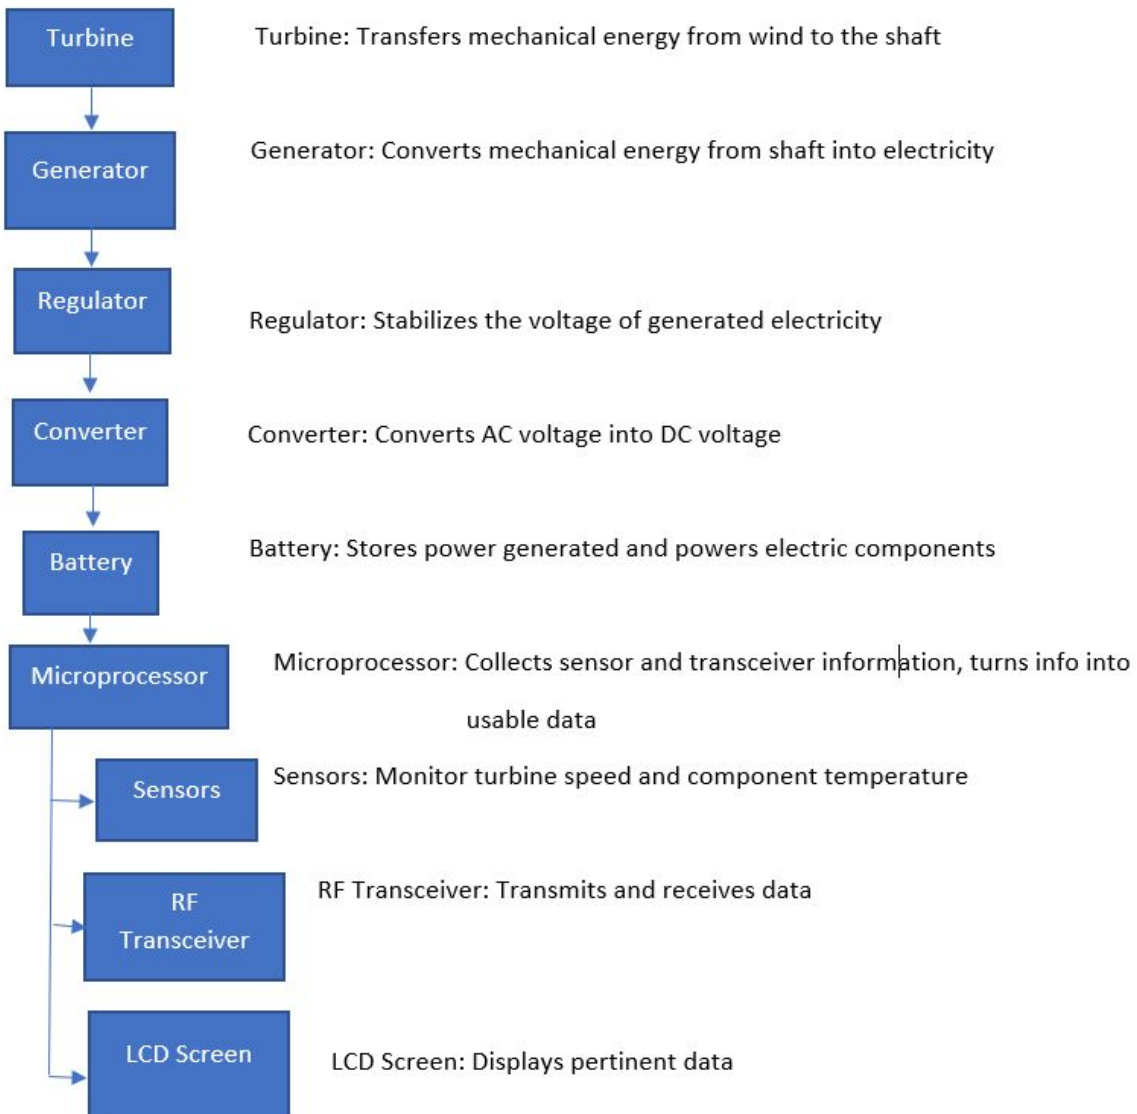 Turbine
Turbine: Transfers mechanical energy from wind to the shaft
Generator
Generator: Converts mechanical energy from shaft into electricity
Regulator
Regulator: Stabilizes the voltage of generated electricity
Converter
Converter: Converts AC voltage into DC voltage
Battery
Battery: Stores power generated and powers electric components
Microprocessor
Microprocessor: Collects sensor and transceiver information, turns info into
usable data
Sensors
Sensors: Monitor turbine speed and component temperature
RF
Transceiver
RF Transceiver: Transmits and receives data
LCD Screen
LCD Screen: Displays pertinent data